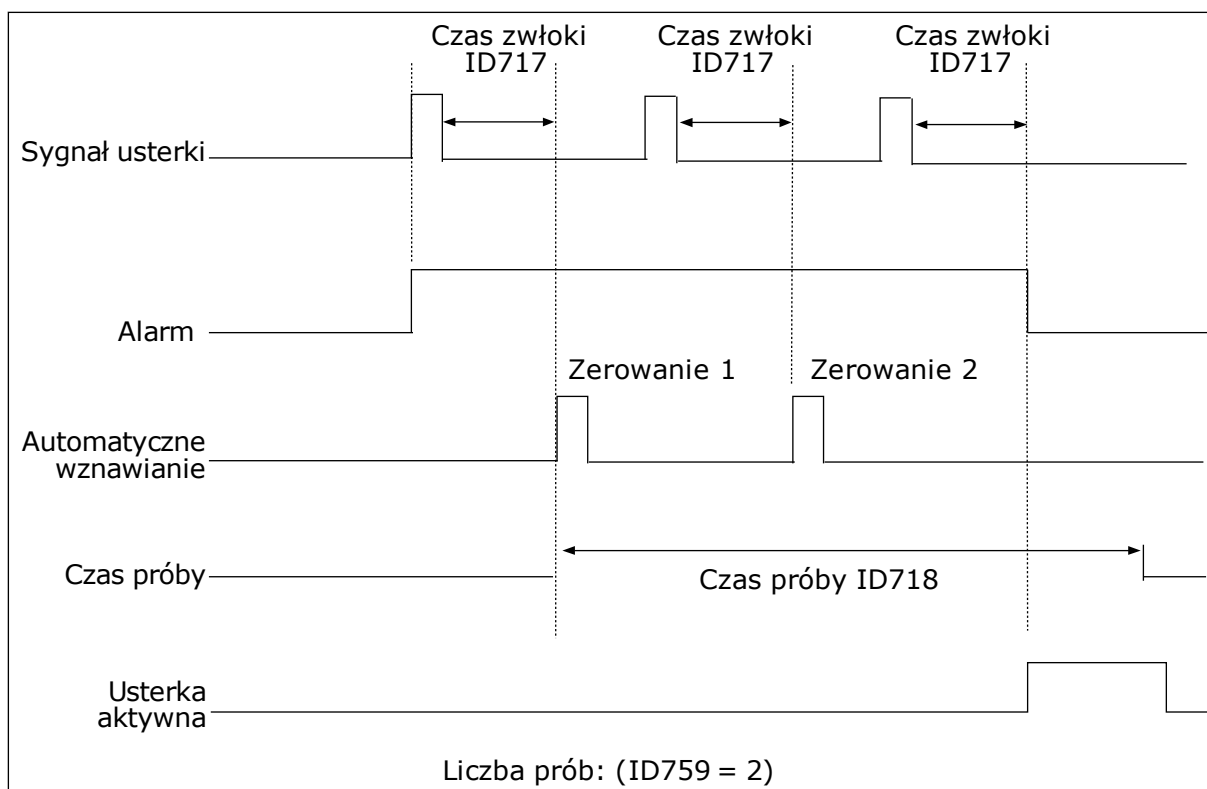 Czas zwłoki
ID717
Czas zwłoki
ID717
Czas zwłoki
ID717
Sygnał usterki
Alarm
Zerowanie 1
Zerowanie 2
Automatyczne
wznawianie
Czas próby
Czas próby ID718
Usterka
aktywna
Liczba prób: (ID759 = 2)